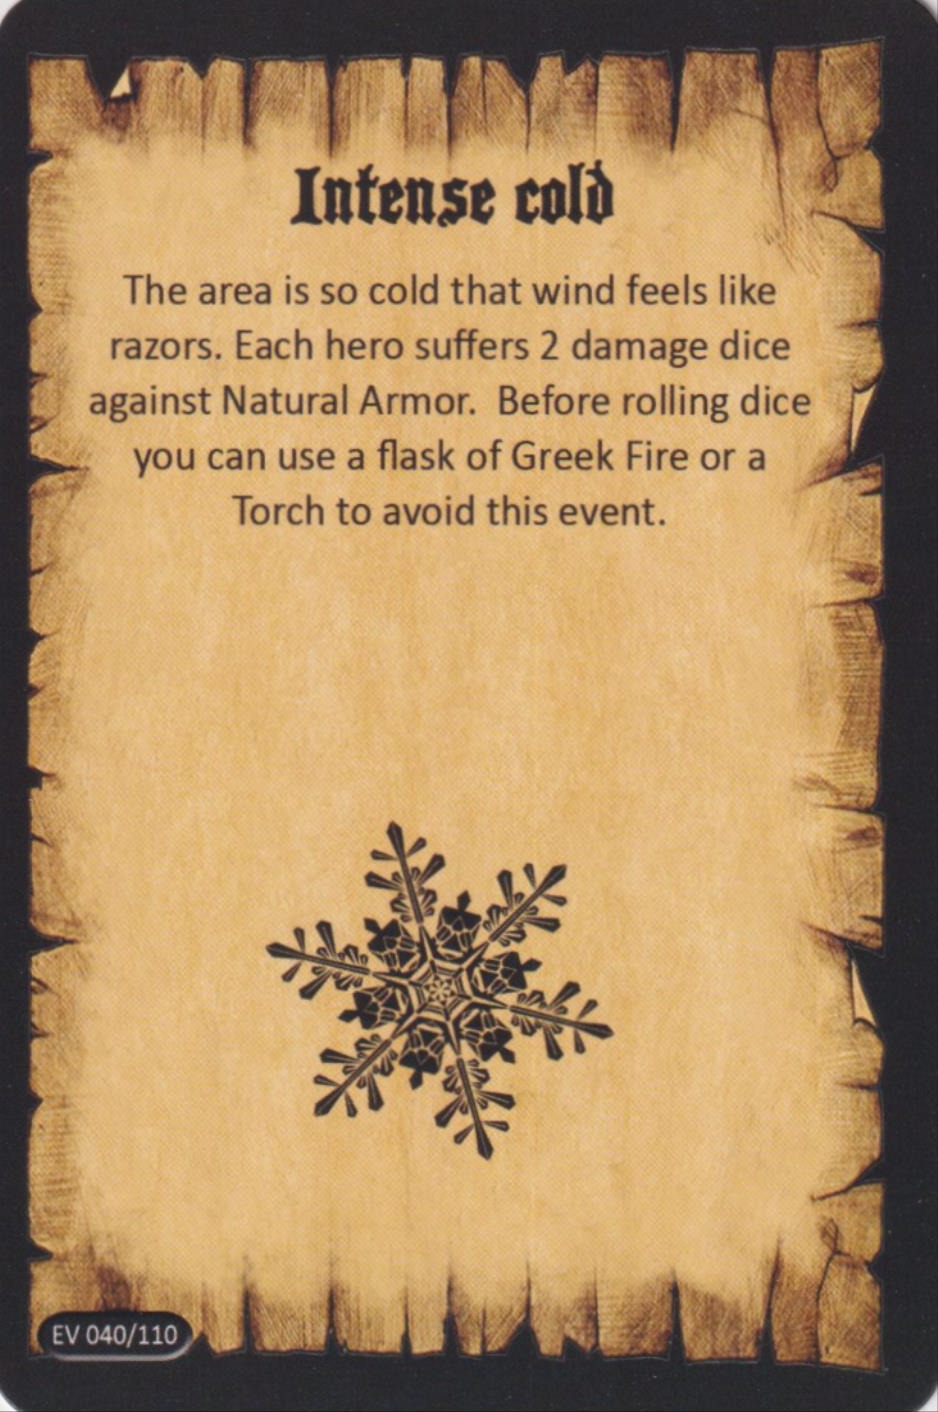 Intense cold
The area is so cold that wind feels like
razors. Each hero suffers 2 damage dice
against Natural Armor.  Before rolling dice
you can use a flask of Greek Fire or a
Torch to avoid this event.
EV 040/110